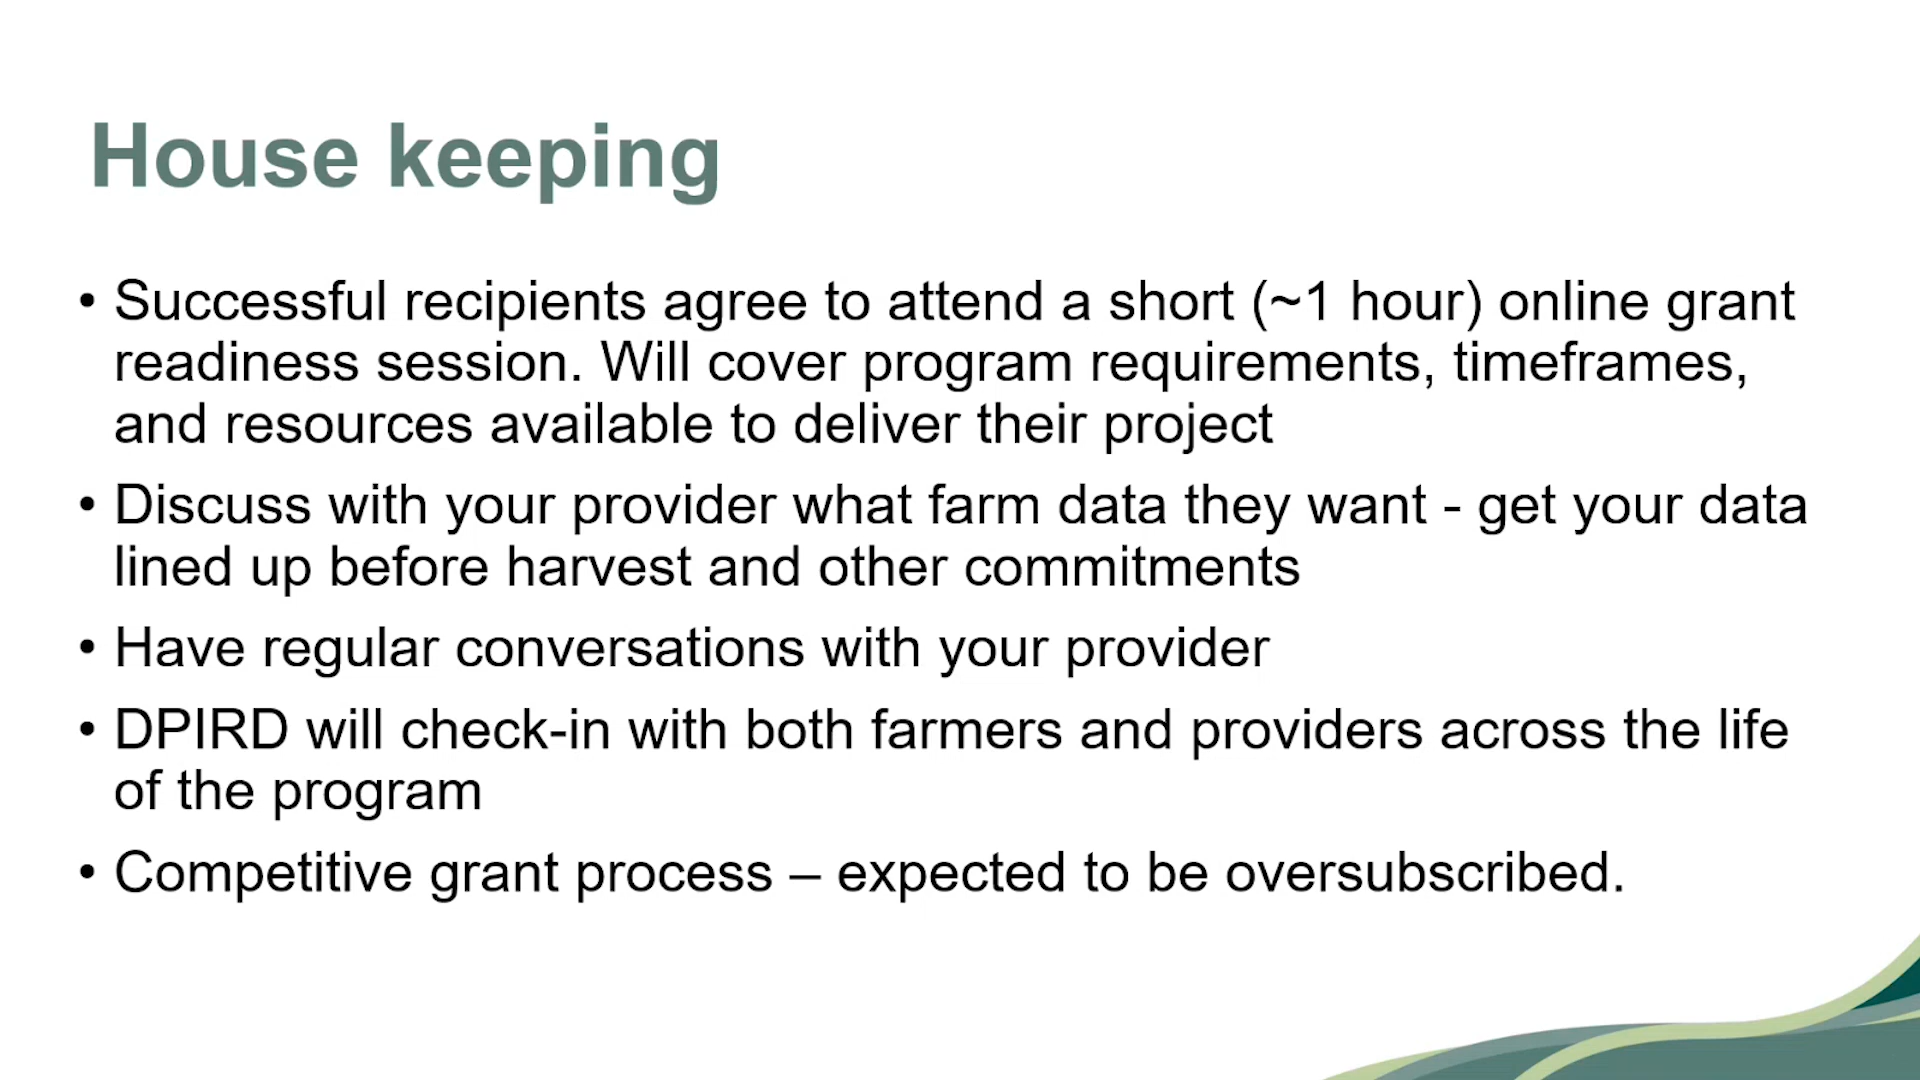 House keeping
• Successful recipients agree to attend a short (~1 hour) online grant
readiness session. Will cover program requirements, timeframes,
and resources available to deliver their project
• Discuss with your provider what farm data they want - get your data
lined up before harvest and other commitments
• Have regular conversations with your provider
• DPIRD will check-in with both farmers and providers across the life
of the program
• Competitive grant process – expected to be oversubscribed.